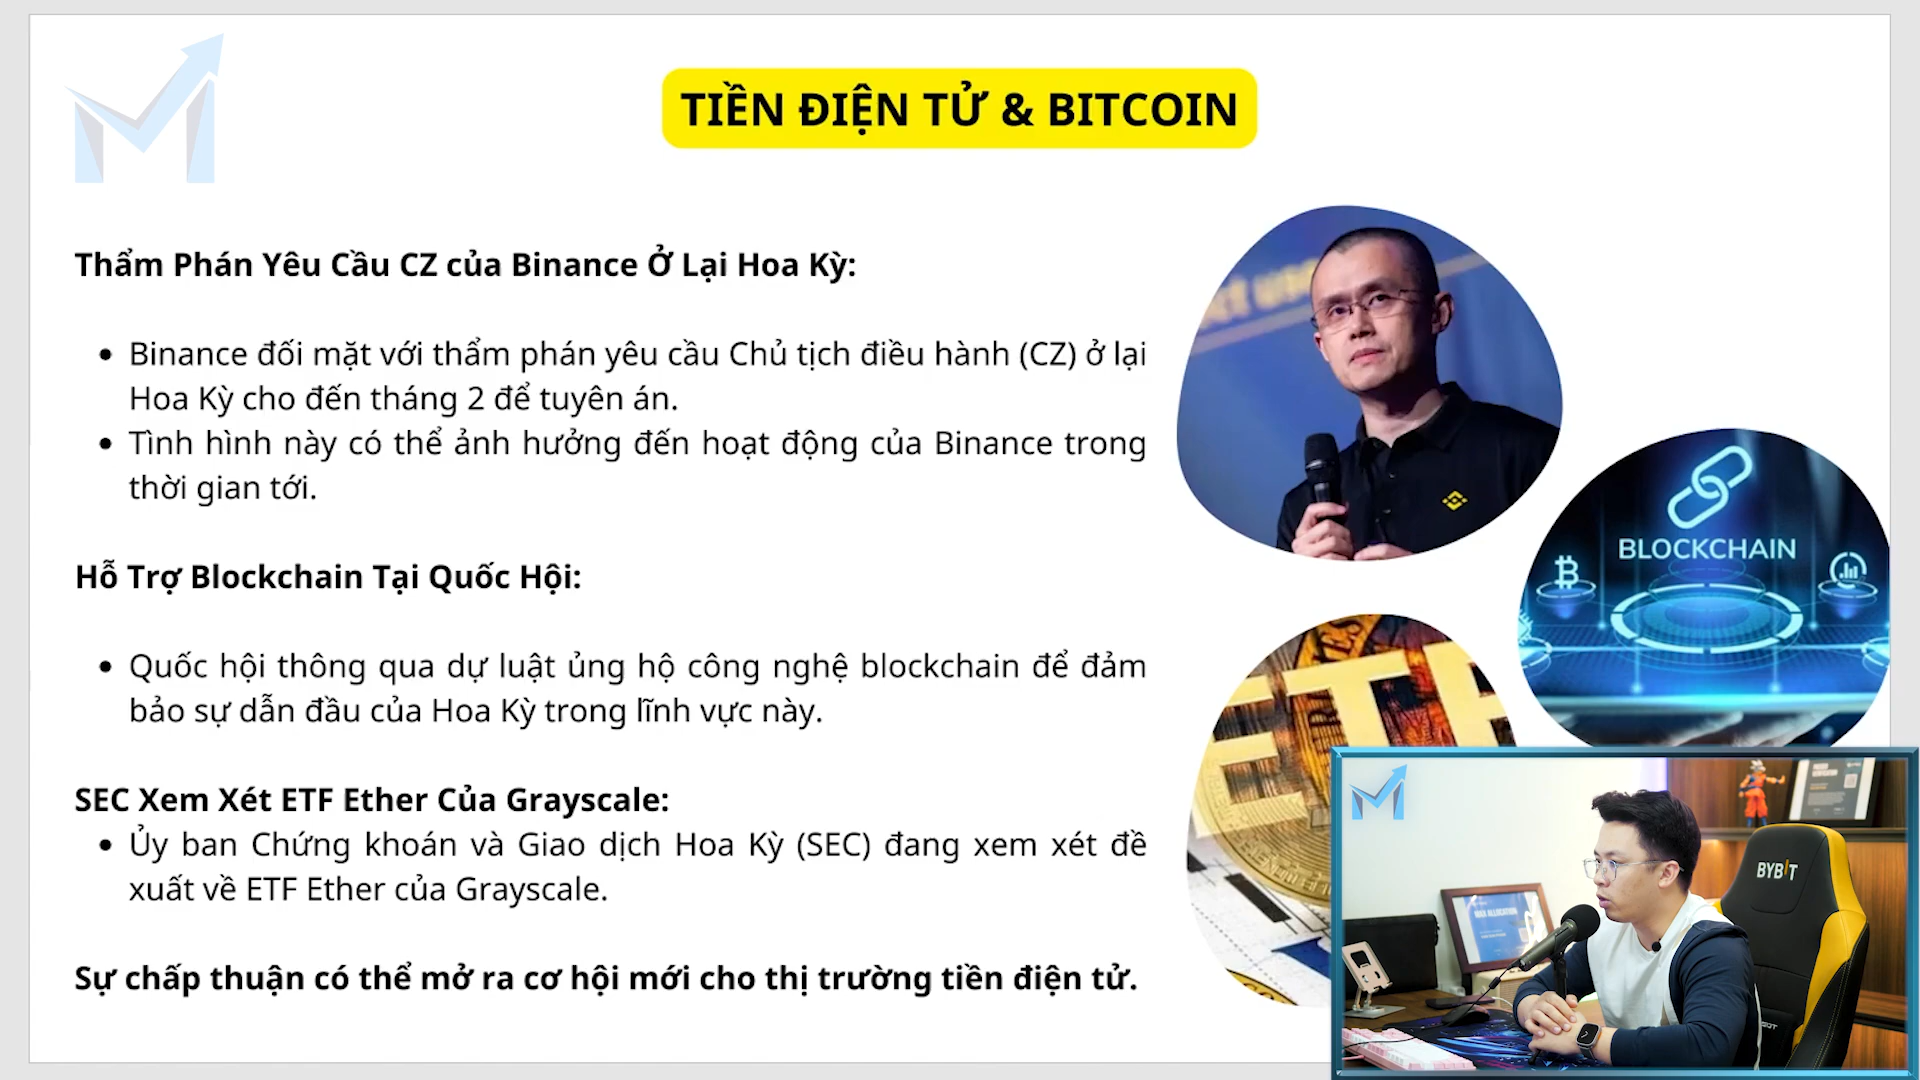 TIỀN ĐIỆN TỬ & BITCOIN
Thẩm Phán Yêu Cầu CZ của Binance Ở Lại Hoa Kỳ:
Binance đối mặt với thẩm phán yêu cầu Chủ tịch điều hành (CZ) ở lại
Hoa Kỳ cho đến tháng 2 để tuyên án.
Tình hình này có thể ảnh hưởng đến hoạt động của Binance trong
thời gian tới.
Hỗ Trợ Blockchain Tại Quốc Hội:
Quốc hội thông qua dự luật ủng hộ công nghệ blockchain để đảm
bảo sự dẫn đầu của Hoa Kỳ trong lĩnh vực này.
SEC Xem Xét ETF Ether Của Grayscale:
Ủy ban Chứng khoán và Giao dịch Hoa Kỳ (SEC) đang xem xét đề
xuất về ETF Ether của Grayscale.
Sự chấp thuận có thể mở ra cơ hội mới cho thị trường tiền điện tử.
BLOCKCHAIN
BYBIT